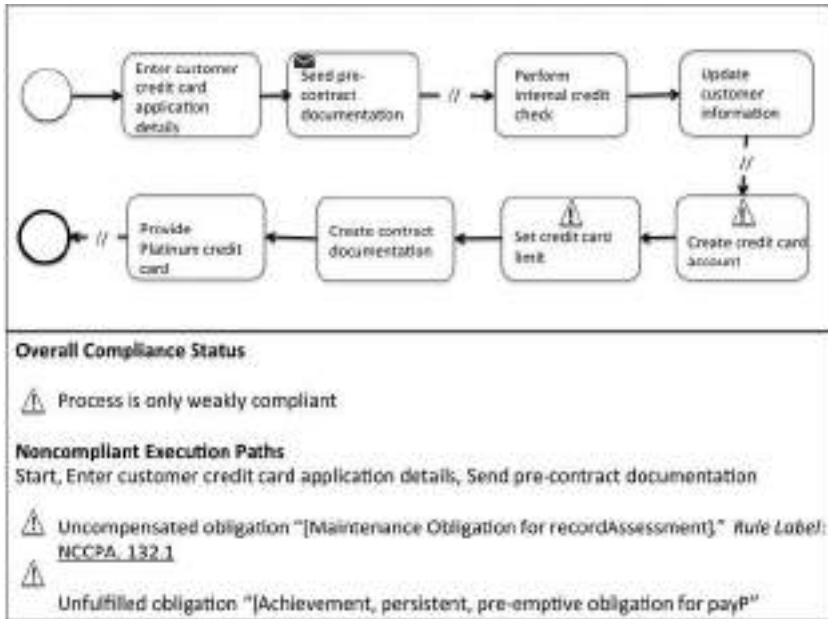 Enter customer
credit card
application
details
Send pre-
contract
documentation
//
Perform
internal credit
check
Update
customer
information
//
//
Provide
Platinum credit
card
Create contract
documentation
Set credit card
limit
Create credit card
account
Overall Compliance Status
Process is only weakly compliant
Noncompliant Execution Paths
Start, Enter customer credit card application details, Send pre-contract documentation
Uncompensated obligation "[Maintenance Obligation for recordAssessment]." Rule Label:
NCCPA. 132.1
Unfulfilled obligation "[Achievement, persistent, pre-emptive obligation for payP"